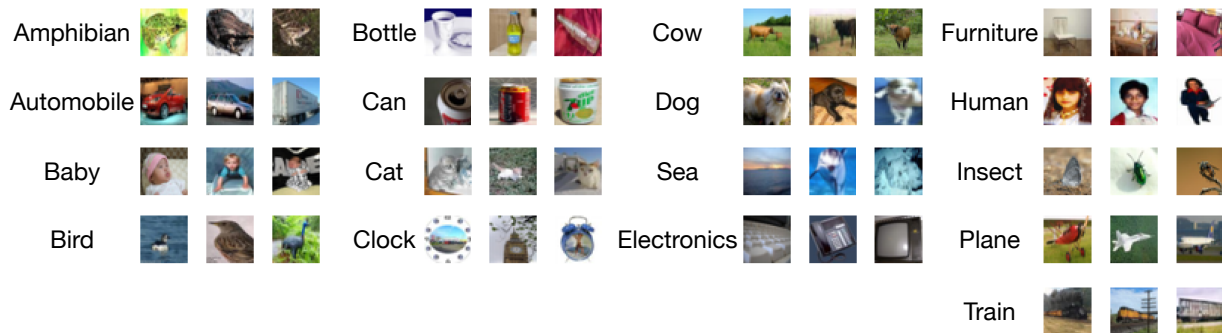 Amphibian
Bottle
Cow
Furniture
Automobile
Can
Dog
Human
Baby
Cat
Sea
Insect
Bird
Clock
Electronics
Plane
Train